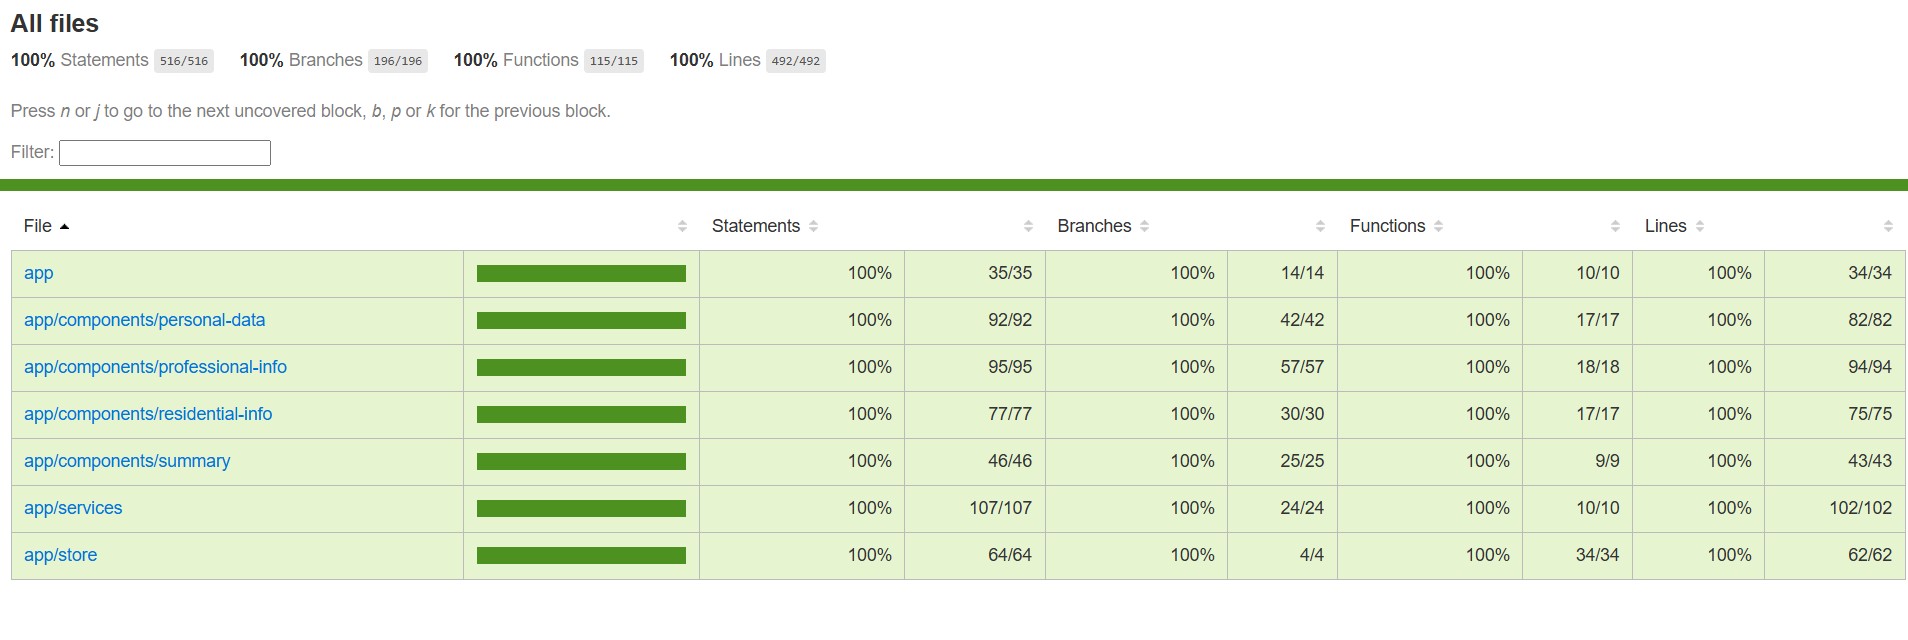 All files
100% Statements 516/516 100% Branches 196/196 100% Functions 115/115 100% Lines 492/492
Press n or j to go to the next uncovered block, b, p or k for the previous block.
Filter:
File Statements Branches Functions Lines
app 100% 35/35 100% 14/14 100% 10/10 100% 34/34
app/components/personal-data 100% 92/92 100% 42/42 100% 17/17 100% 82/82
app/components/professional-info 100% 95/95 100% 57/57 100% 18/18 100% 94/94
app/components/residential-info 100% 77/77 100% 30/30 100% 17/17 100% 75/75
app/components/summary 100% 46/46 100% 25/25 100% 9/9 100% 43/43
app/services 100% 107/107 100% 24/24 100% 10/10 100% 102/102
app/store 100% 64/64 100% 4/4 100% 34/34 100% 62/62